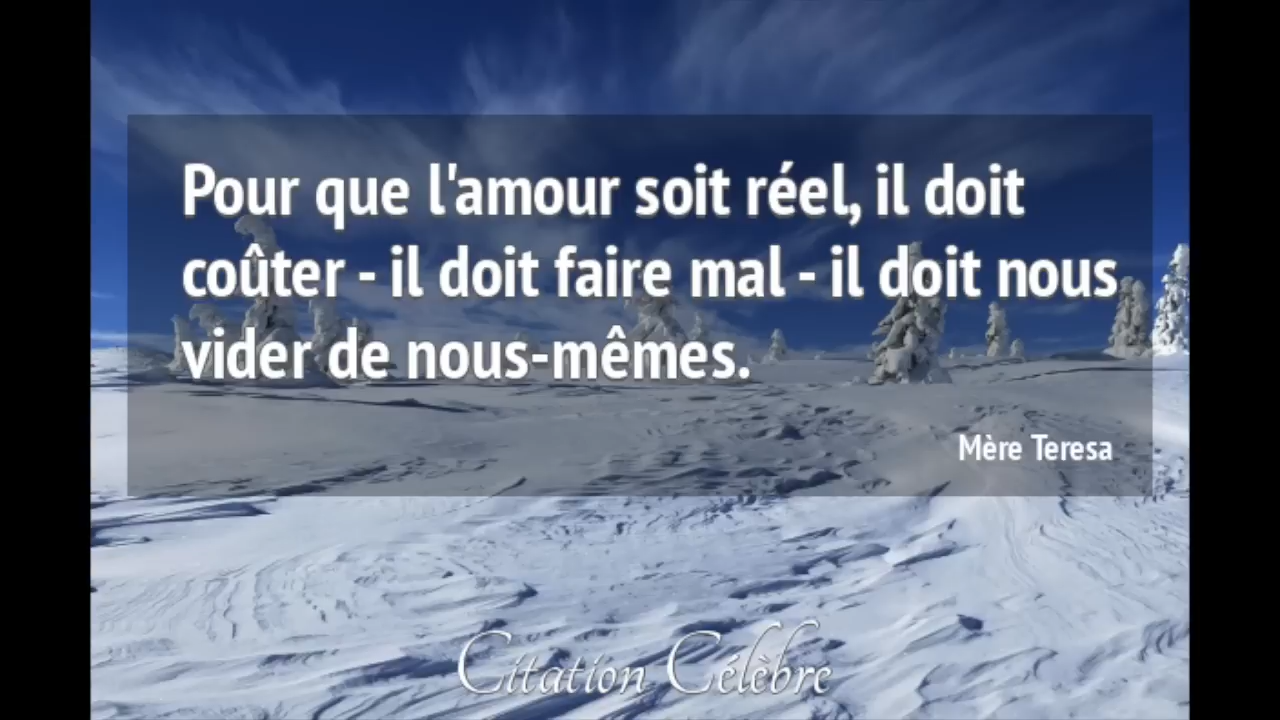 Pour que l'amour soit réel, il doit
coûter - il doit faire mal - il doit nous
vider de nous-mêmes.
Mère Teresa
Citation Célèbre